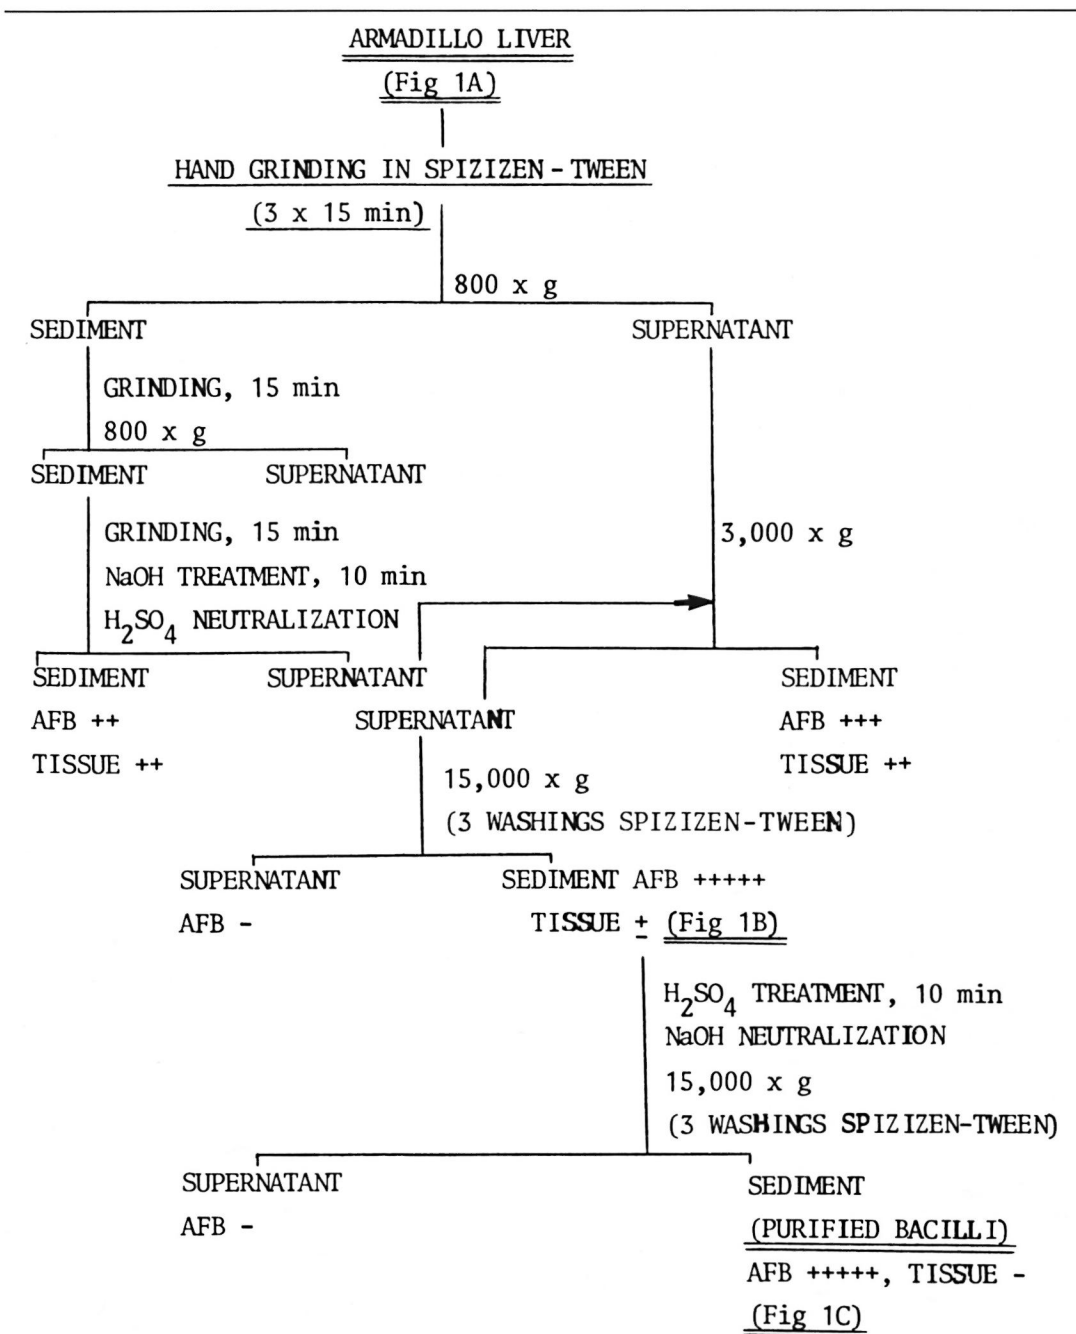 ARMADILLO LIVER
(Fig 1A)
HAND GRINDING IN SPIZIZEN-TWEEN
(3 x 15 min)
800 x g
SEDIMENT SUPERNATANT
GRINDING, 15 min
800 x g
SEDIMENT SUPERNATANT
GRINDING, 15 min
3,000 x g
NaOH TREATMENT, 10 min
H₂SO₄ NEUTRALIZATION
SEDIMENT SUPERNATANT SEDIMENT
AFB ++ SUPERNATANT AFB +++
TISSUE ++ TISSUE ++
15,000 x g
(3 WASHINGS SPIZIZEN-TWEEN)
SUPERNATANT SEDIMENT AFB +++++
AFB - TISSUE ± (Fig 1B)
H₂SO₄ TREATMENT, 10 min
NaOH NEUTRALIZATION
15,000 x g
(3 WASHINGS SPIZIZEN-TWEEN)
SUPERNATANT SEDIMENT
AFB - (PURIFIED BACILLI)
AFB +++++, TISSUE -
(Fig 1C)